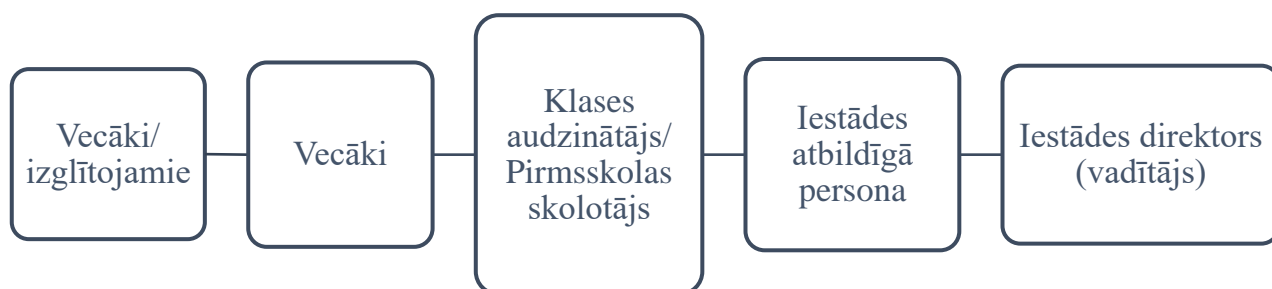 Vecāki/
izglītojamie
Vecāki
Klases
audzinātājs/
Pirmsskolas
skolotājs
Iestādes
atbildīgā
persona
Iestādes direktors
(vadītājs)